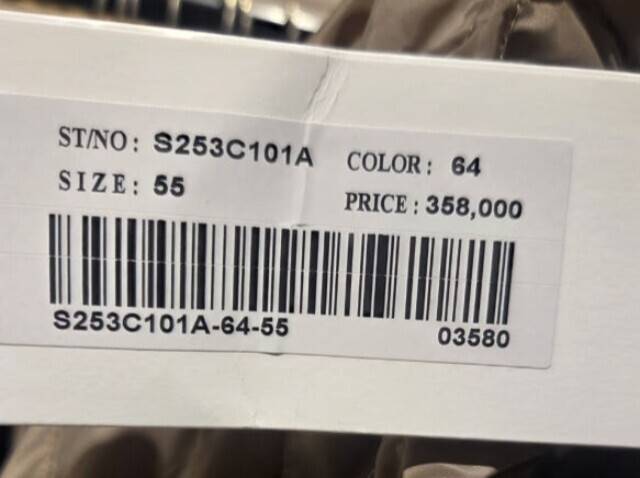 ST/NO: S253C101A COLOR: 64
SIZE: 55 PRICE: 358,000
S253C101A-64-55 03580